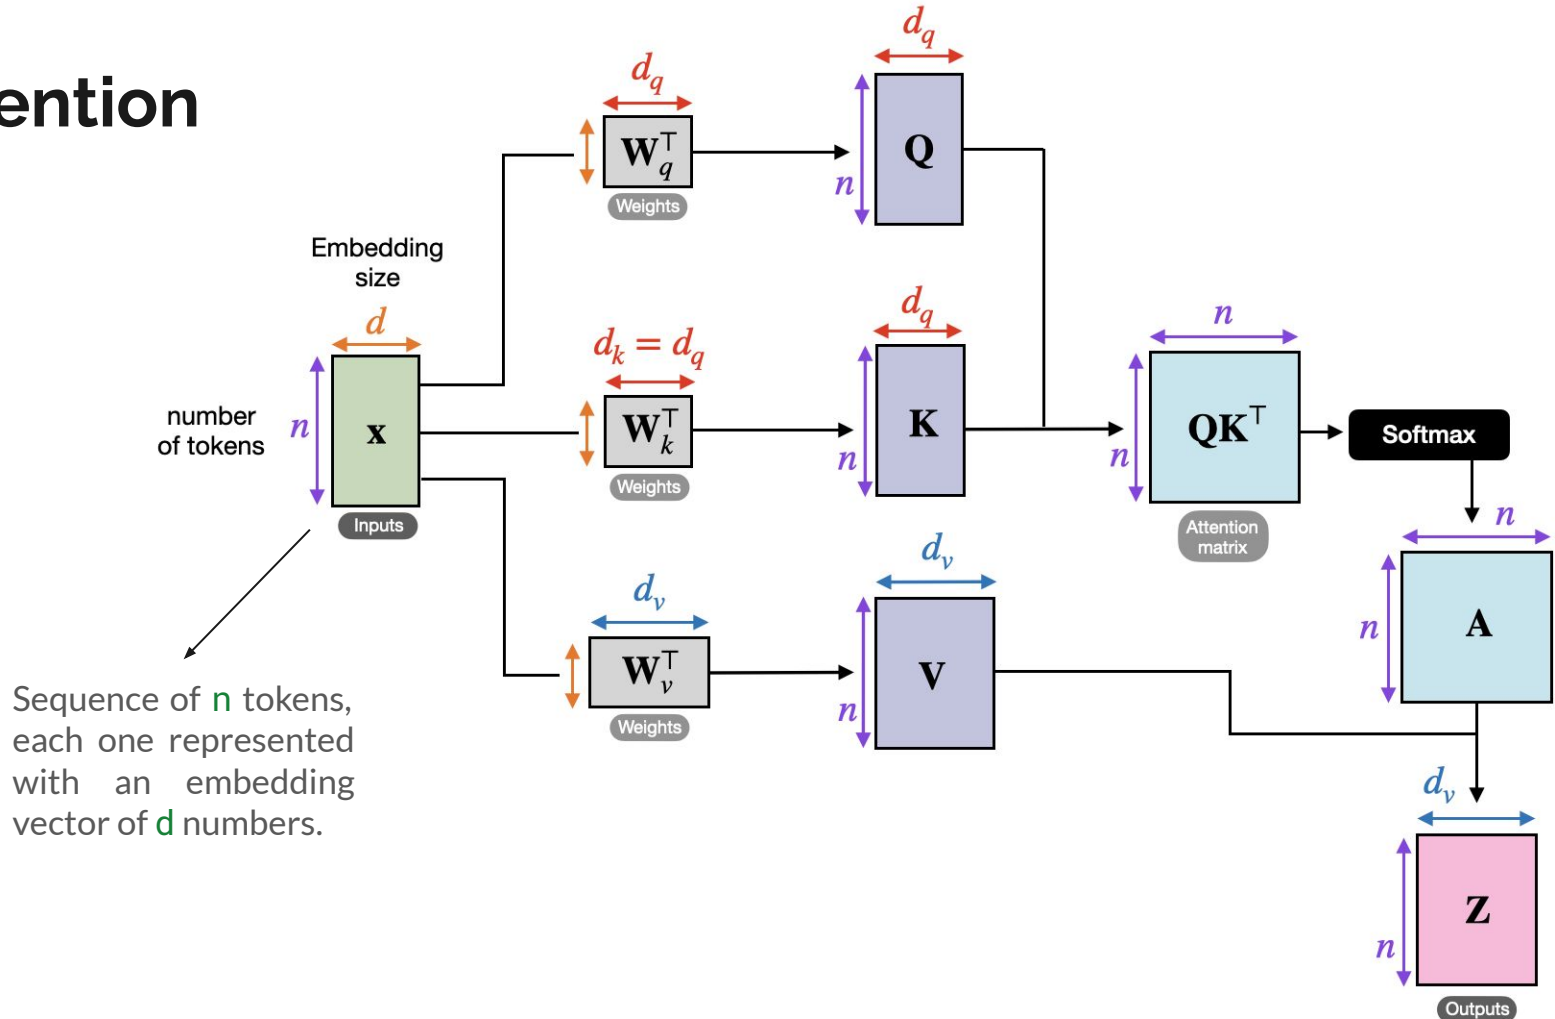 ention
d_q
d_q
W_q^⊤
Q
n
Weights
Embedding
size
d
d_k = d_q
d_q
n
number
of tokens
n
x
W_k^⊤
K
n
QK^⊤
n
Softmax
Weights
Inputs
Attention
matrix
n
d_v
d_v
W_v^⊤
V
n
A
n
Weights
Sequence of n tokens,
each one represented
with an embedding
vector of d numbers.
d_v
Z
n
Outputs